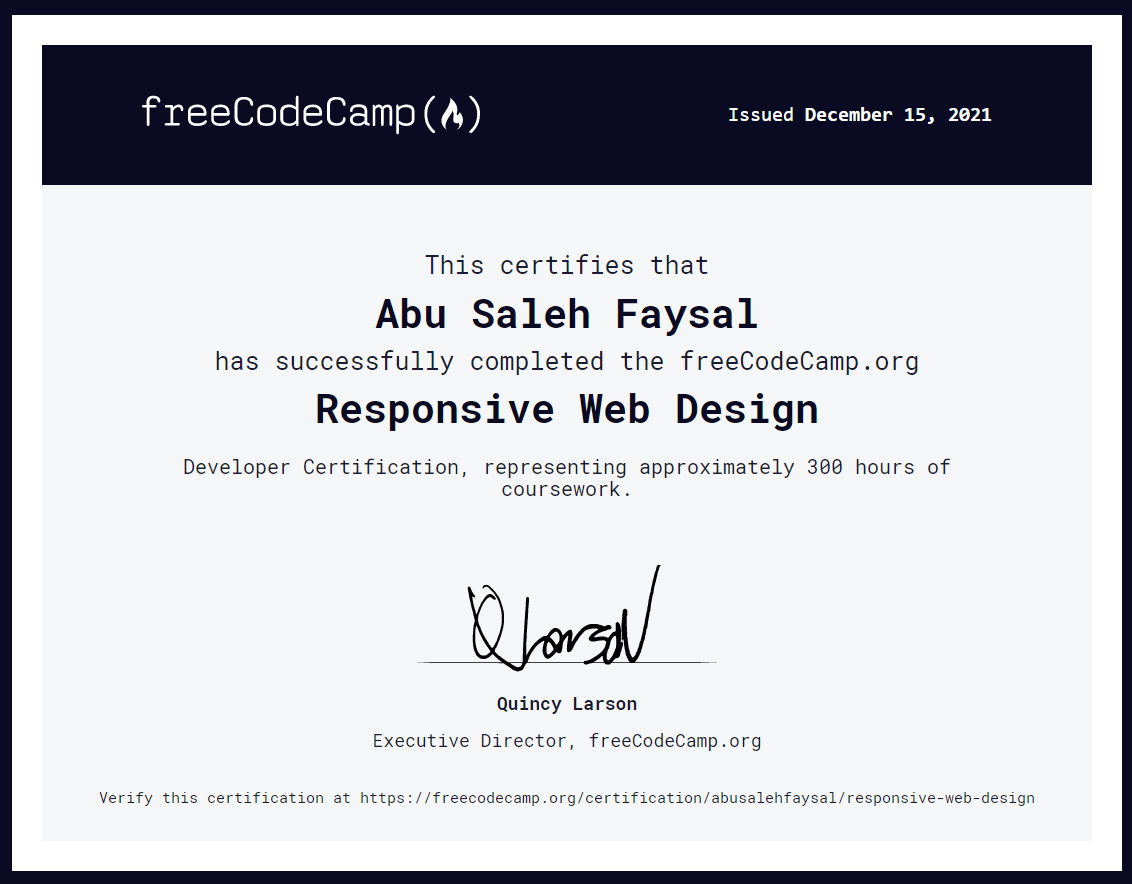 freeCodeCamp(🔥)
Issued December 15, 2021
This certifies that
Abu Saleh Faysal
has successfully completed the freeCodeCamp.org
Responsive Web Design
Developer Certification, representing approximately 300 hours of
coursework.
Q Larson
Quincy Larson
Executive Director, freeCodeCamp.org
Verify this certification at https://freecodecamp.org/certification/abusalehfaysal/responsive-web-design